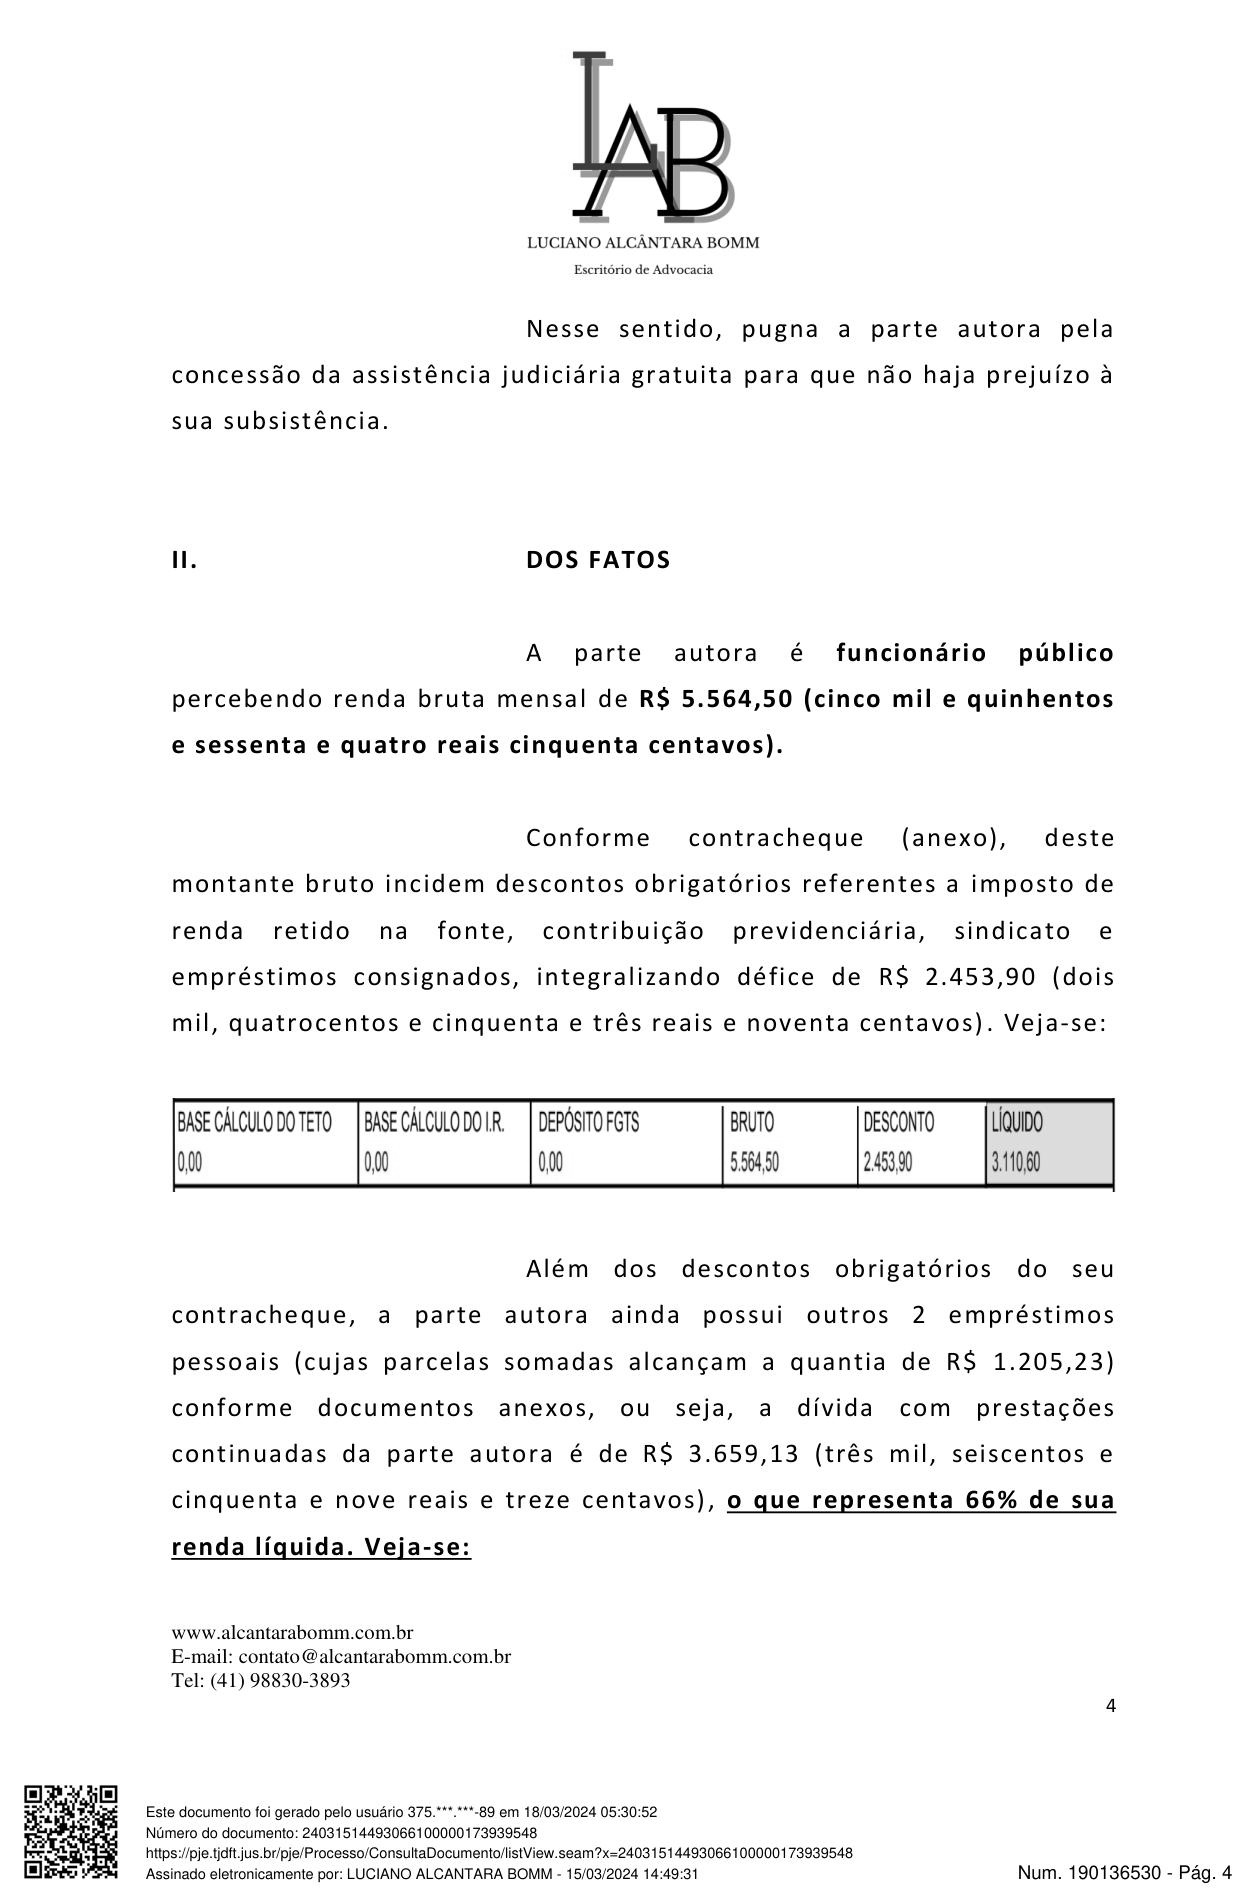 LAB
LUCIANO ALCÂNTARA BOMM
Escritório de Advocacia
Nesse sentido, pugna a parte autora pela
concessão da assistência judiciária gratuita para que não haja prejuízo à
sua subsistência.
II. DOS FATOS
A parte autora é funcionário público
percebendo renda bruta mensal de R$ 5.564,50 (cinco mil e quinhentos
e sessenta e quatro reais cinquenta centavos).
Conforme contracheque (anexo), deste
montante bruto incidem descontos obrigatórios referentes a imposto de
renda retido na fonte, contribuição previdenciária, sindicato e
empréstimos consignados, integralizando défice de R$ 2.453,90 (dois
mil, quatrocentos e cinquenta e três reais e noventa centavos). Veja-se:
BASE CÁLCULO DO TETO BASE CÁLCULO DO I.R. DEPÓSITO FGTS BRUTO DESCONTO LÍQUIDO
0,00 0,00 0,00 5.564,50 2.453,90 3.110,60
Além dos descontos obrigatórios do seu
contracheque, a parte autora ainda possui outros 2 empréstimos
pessoais (cujas parcelas somadas alcançam a quantia de R$ 1.205,23)
conforme documentos anexos, ou seja, a dívida com prestações
continuadas da parte autora é de R$ 3.659,13 (três mil, seiscentos e
cinquenta e nove reais e treze centavos), o que representa 66% de sua
renda líquida. Veja-se:
www.alcantarabomm.com.br
E-mail: contato@alcantarabomm.com.br
Tel: (41) 98830-3893
4
Este documento foi gerado pelo usuário 375.***.***-89 em 18/03/2024 05:30:52
Número do documento: 24031514493066100000173939548
https://pje.tjdft.jus.br/pje/Processo/ConsultaDocumento/listView.seam?x=24031514493066100000173939548
Assinado eletronicamente por: LUCIANO ALCANTARA BOMM - 15/03/2024 14:49:31
Num. 190136530 - Pág. 4